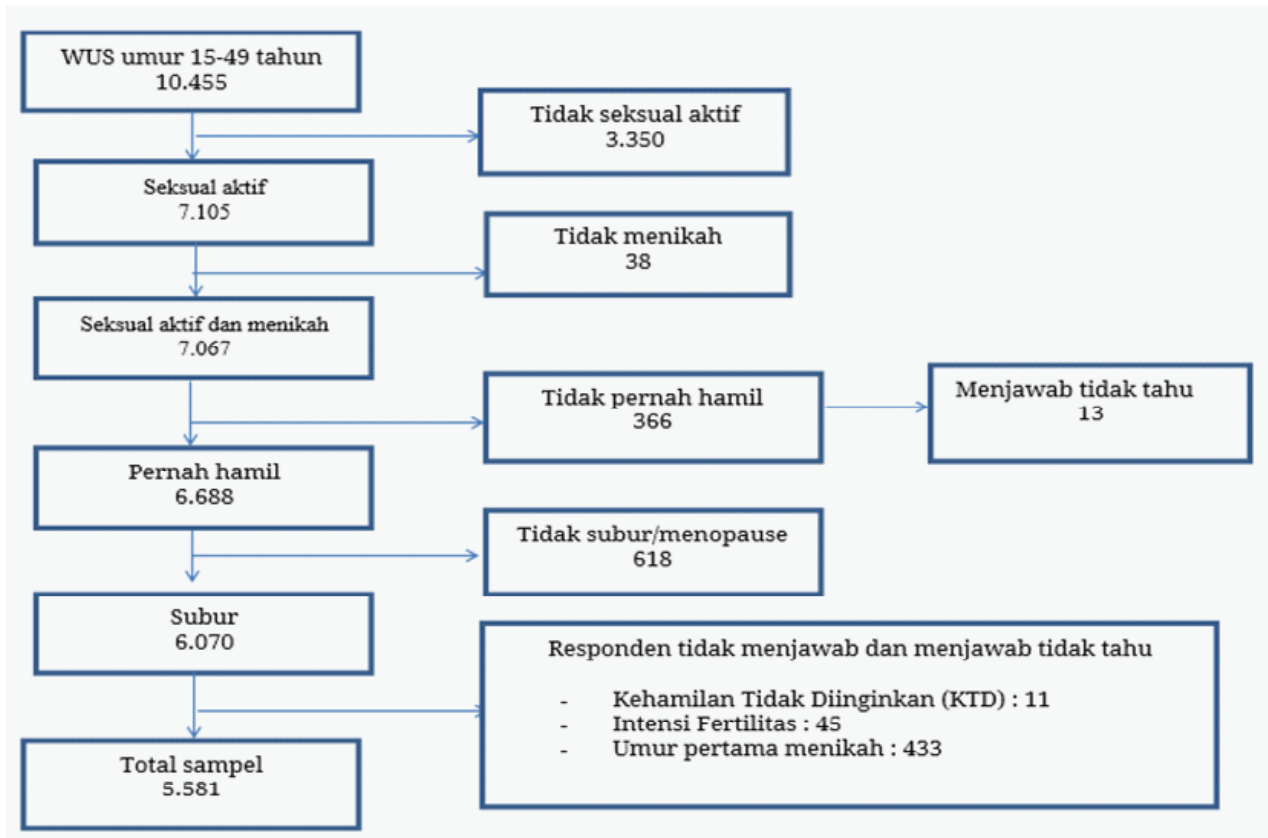 WUS umur 15-49 tahun
10.455
Tidak seksual aktif
3.350
Seksual aktif
7.105
Tidak menikah
38
Seksual aktif dan menikah
7.067
Tidak pernah hamil
366
Menjawab tidak tahu
13
Pernah hamil
6.688
Tidak subur/menopause
618
Subur
6.070
Responden tidak menjawab dan menjawab tidak tahu
- Kehamilan Tidak Diinginkan (KTD) : 11
- Intensi Fertilitas : 45
- Umur pertama menikah : 433
Total sampel
5.581